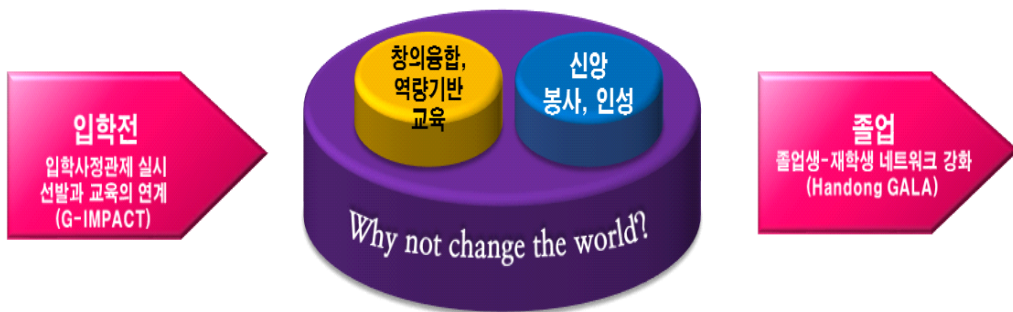 입학전
입학사정관제 실시
선발과 교육의 연계
(G-IMPACT)
창의융합,
역량기반
교육
신앙
봉사, 인성
Why not change the world?
졸업
졸업생-재학생 네트워크 강화
(Handong GALA)